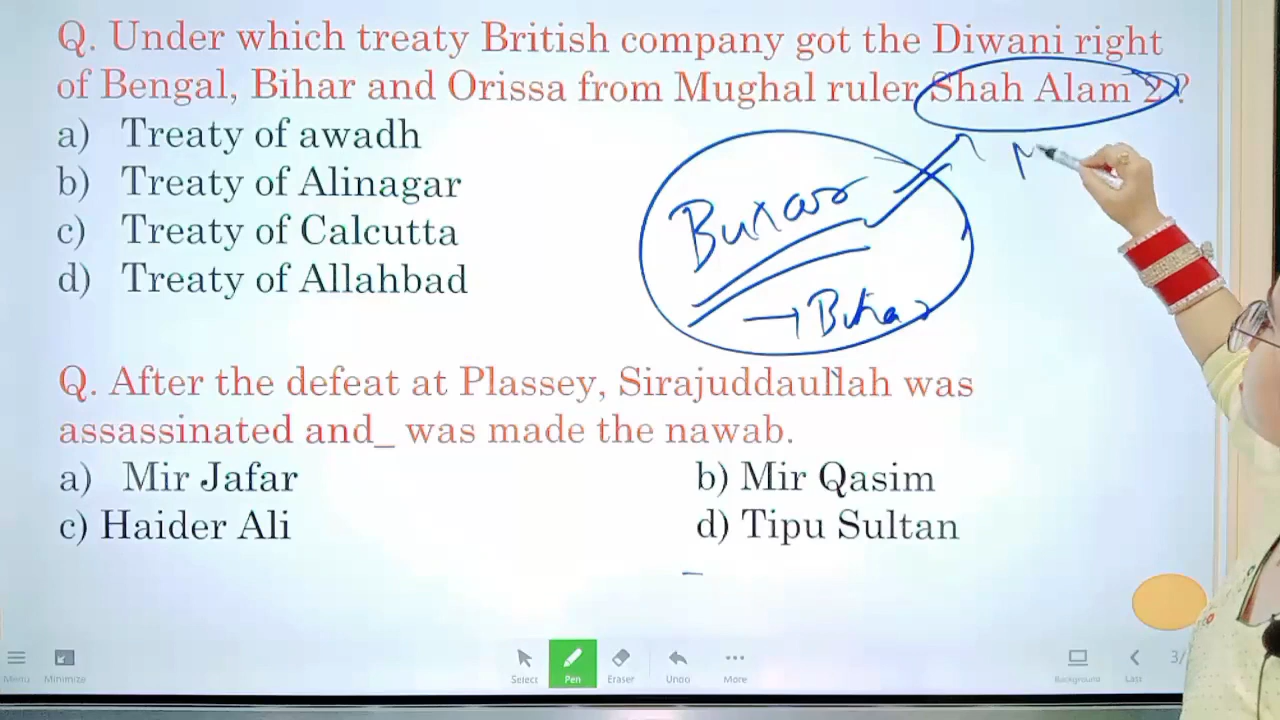 Q. Under which treaty British company got the Diwani right
of Bengal, Bihar and Orissa from Mughal ruler Shah Alam 2?
a) Treaty of awadh
b) Treaty of Alinagar
c) Treaty of Calcutta
d) Treaty of Allahbad
Buxar
→ Bihar
Q. After the defeat at Plassey, Sirajuddaullah was
assassinated and_ was made the nawab.
a) Mir Jafar
b) Mir Qasim
c) Haider Ali
d) Tipu Sultan
Menu
Minimize
Select
Pen
Eraser
Undo
More
Background
Last
3/